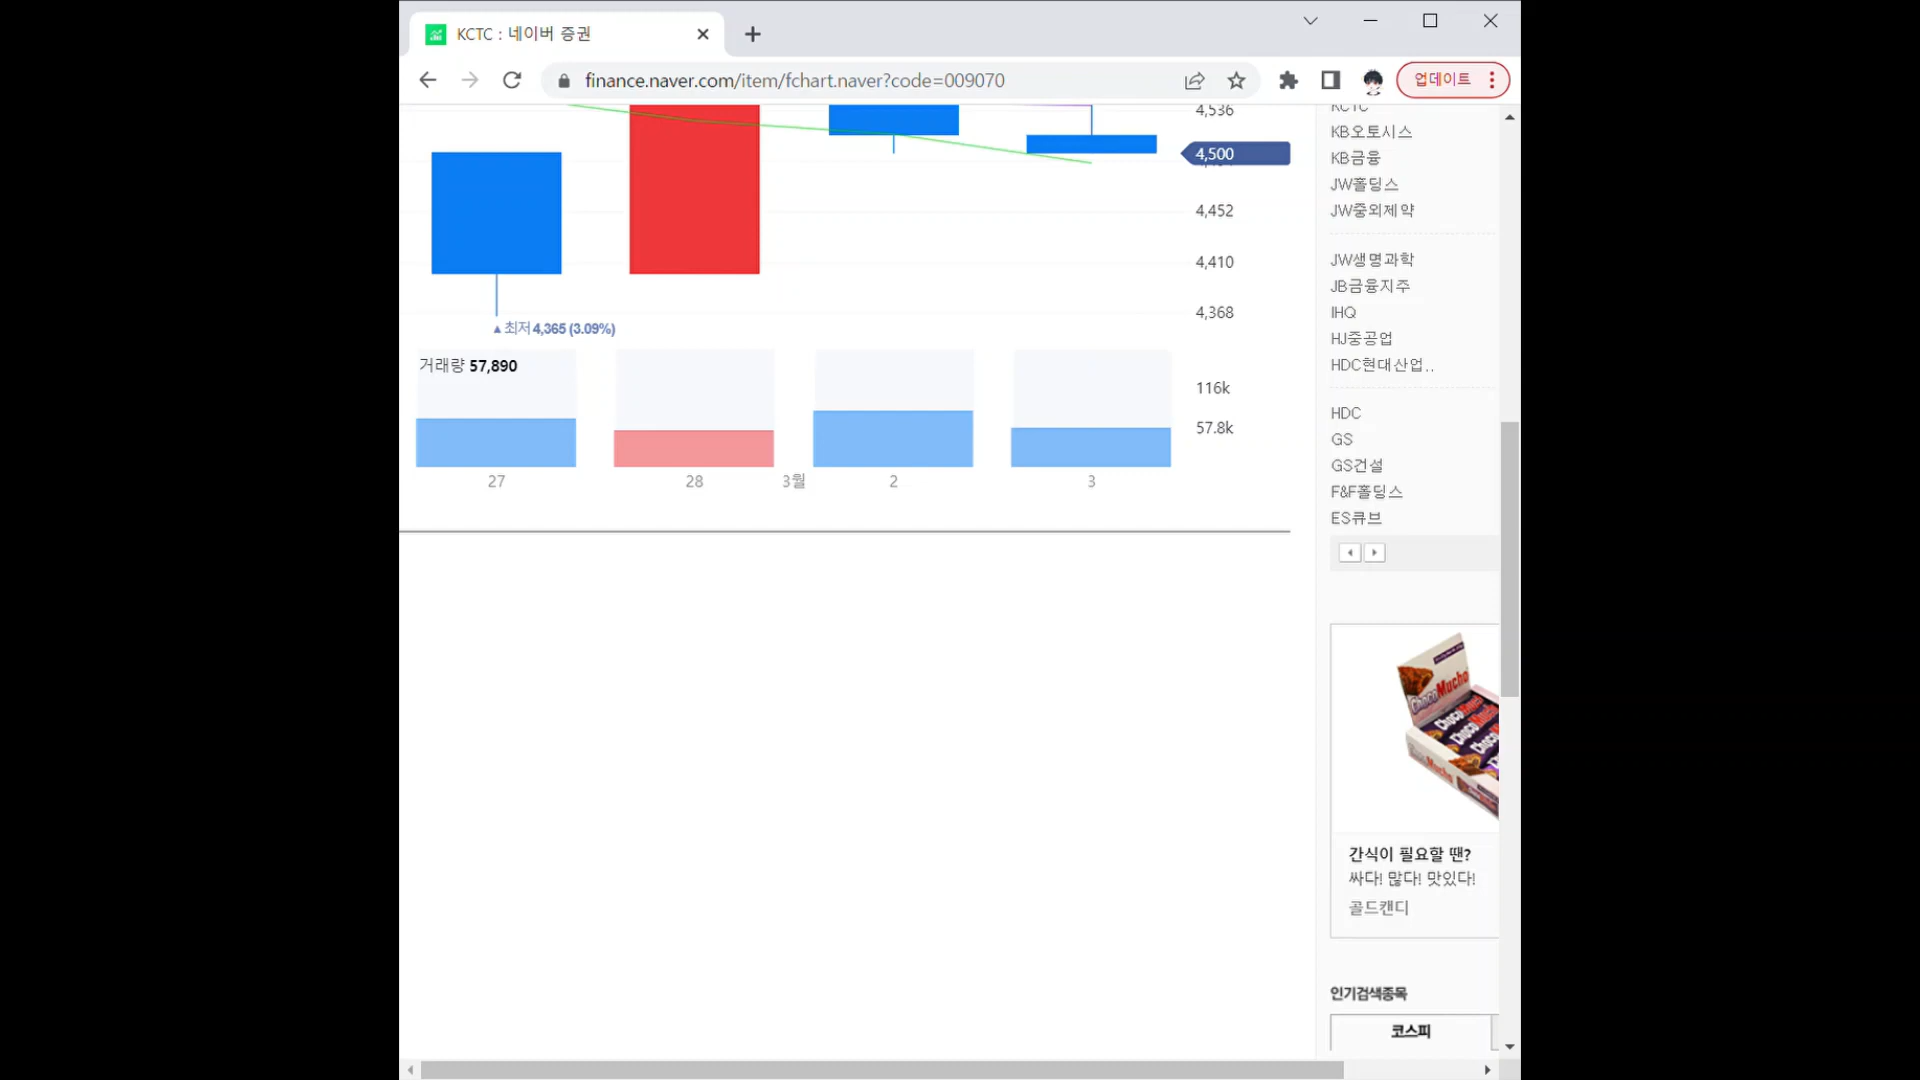 KCTC : 네이버 증권
finance.naver.com/item/fchart.naver?code=009070
업데이트
4,536
4,500
4,452
4,410
4,368
▲최저 4,365 (3.09%)
거래량 57,890
116k
57.8k
27
28
3월
2
3
KCTC
KB오토시스
KB금융
JW홀딩스
JW중외제약
JW생명과학
JB금융지주
IHQ
HJ중공업
HDC현대산업..
HDC
GS
GS건설
F&F홀딩스
ES큐브
ChocoMucho
ChocoMucho
간식이 필요할 땐?
싸다! 많다! 맛있다!
골드캔디
인기검색종목
코스피